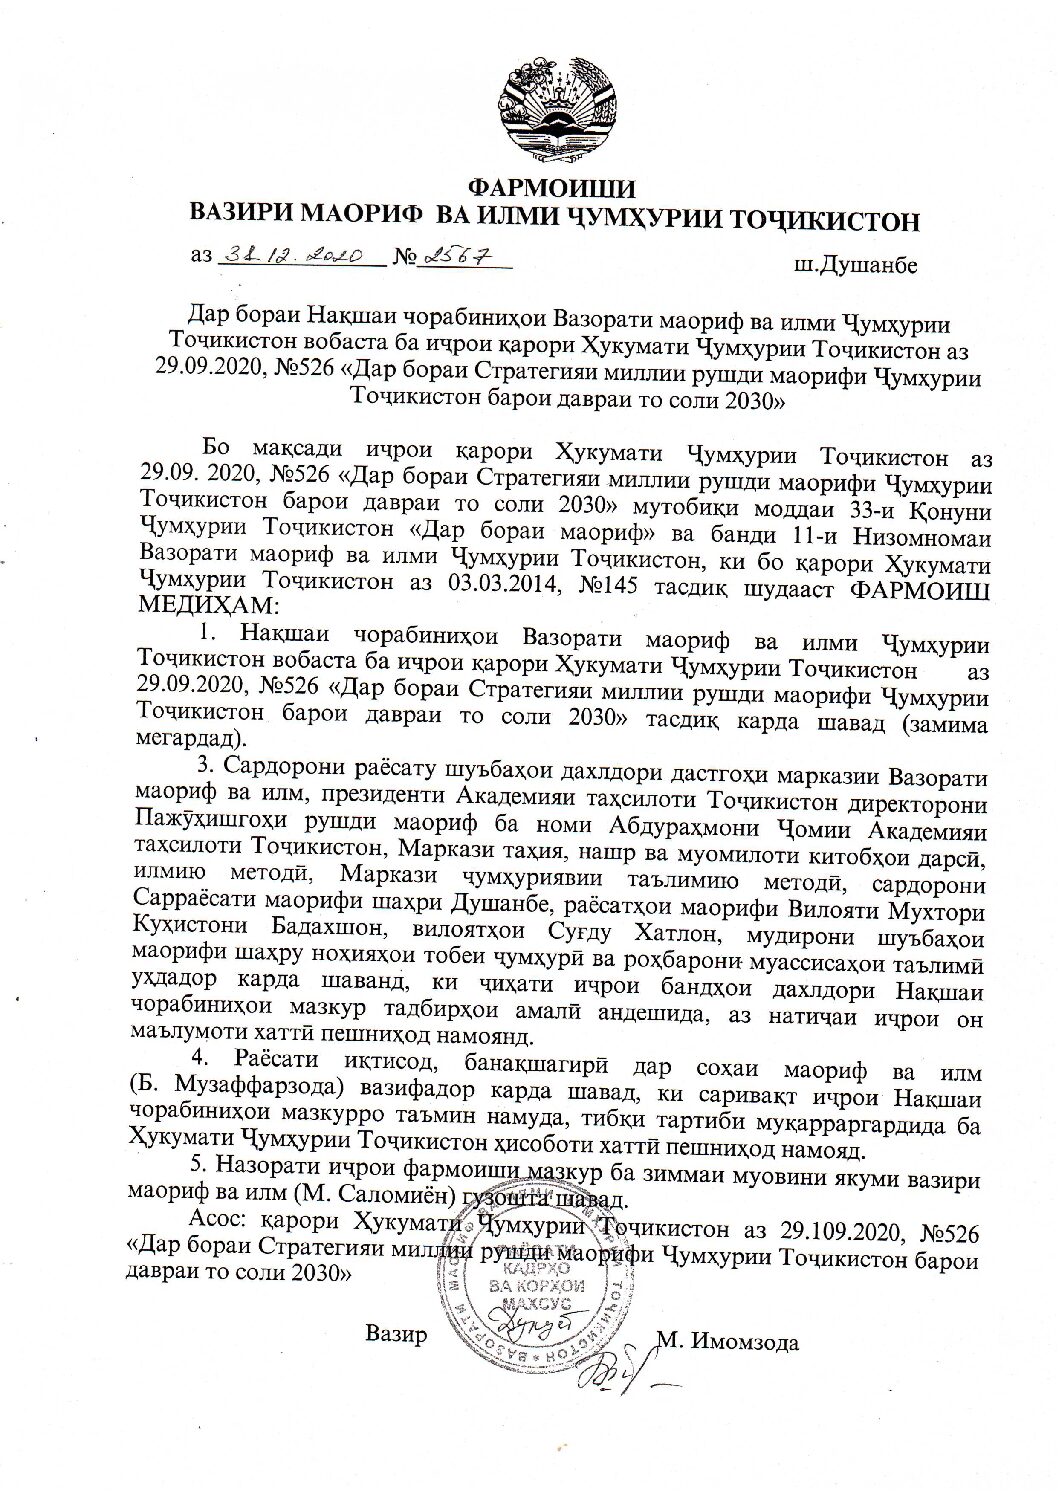 ФАРМОИШИ
ВАЗИРИ МАОРИФ ВА ИЛМИ ҶУМҲУРИИ ТОҶИКИСТОН
аз 31.12.2020 № 2567
ш.Душанбе
Дар бораи Нақшаи чорабиниҳои Вазорати маориф ва илми Ҷумҳурии
Тоҷикистон вобаста ба иҷрои қарори Ҳукумати Ҷумҳурии Тоҷикистон аз
29.09.2020, №526 «Дар бораи Стратегияи миллии рушди маорифи Ҷумҳурии
Тоҷикистон барои давраи то соли 2030»
Бо мақсади иҷрои қарори Ҳукумати Ҷумҳурии Тоҷикистон аз
29.09. 2020, №526 «Дар бораи Стратегияи миллии рушди маорифи Ҷумҳурии
Тоҷикистон барои давраи то соли 2030» мутобиқи моддаи 33-и Қонуни
Ҷумҳурии Тоҷикистон «Дар бораи маориф» ва банди 11-и Низомномаи
Вазорати маориф ва илми Ҷумҳурии Тоҷикистон, ки бо қарори Ҳукумати
Ҷумҳурии Тоҷикистон аз 03.03.2014, №145 тасдиқ шудааст ФАРМОИШ
МЕДИҲАМ:
1. Нақшаи чорабиниҳои Вазорати маориф ва илми Ҷумҳурии
Тоҷикистон вобаста ба иҷрои қарори Ҳукумати Ҷумҳурии Тоҷикистон аз
29.09.2020, №526 «Дар бораи Стратегияи миллии рушди маорифи Ҷумҳурии
Тоҷикистон барои давраи то соли 2030» тасдиқ карда шавад (замима
мегардад).
3. Сардорони раёсату шуъбаҳои дахлдори дастгоҳи марказии Вазорати
маориф ва илм, президенти Академияи таҳсилоти Тоҷикистон директорони
Пажӯҳишгоҳи рушди маориф ба номи Абдураҳмони Ҷомии Академияи
таҳсилоти Тоҷикистон, Маркази таҳия, нашр ва муомилоти китобҳои дарсӣ,
илмию методӣ, Маркази ҷумҳуриявии таълимию методӣ, сардорони
Сарраёсати маорифи шаҳри Душанбе, раёсатҳои маорифи Вилояти Мухтори
Куҳистони Бадахшон, вилоятҳои Суғду Хатлон, мудирони шуъбаҳои
маорифи шаҳру ноҳияҳои тобеи ҷумҳурӣ ва роҳбарони муассисаҳои таълимӣ
уҳдадор карда шаванд, ки ҷиҳати иҷрои бандҳои дахлдори Нақшаи
чорабиниҳои мазкур тадбирҳои амалӣ андешида, аз натиҷаи иҷрои он
маълумоти хаттӣ пешниҳод намоянд.
4. Раёсати иқтисод, банақшагирӣ дар соҳаи маориф ва илм
(Б. Музаффарзода) вазифадор карда шавад, ки саривақт иҷрои Нақшаи
чорабиниҳои мазкурро таъмин намуда, тибқи тартиби муқарраргардида ба
Ҳукумати Ҷумҳурии Тоҷикистон ҳисоботи хаттӣ пешниҳод намояд.
5. Назорати иҷрои фармоиши мазкур ба зиммаи муовини якуми вазири
маориф ва илм (М. Саломиён) гузошта шавад.
Асос: қарори Ҳукумати Ҷумҳурии Тоҷикистон аз 29.109.2020, №526
«Дар бораи Стратегияи миллии рушди маорифи Ҷумҳурии Тоҷикистон барои
давраи то соли 2030»
КАДРҲО
ВА КОРҲОИ
МАХСУС
Вазир М. Имомзода